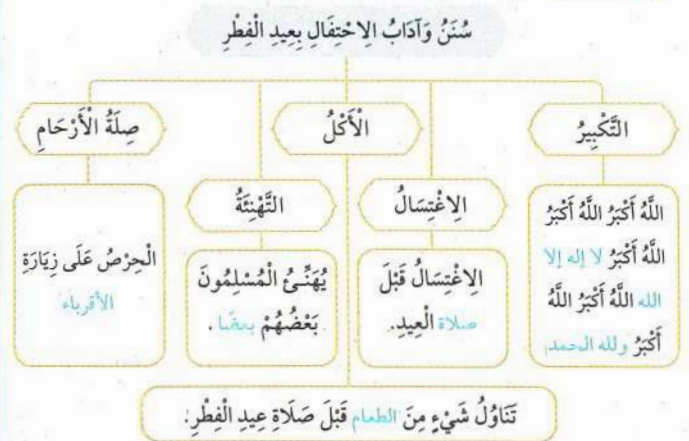 سُنَنُ وَآدَابُ الِاحْتِفَالِ بِعِيدِ الْفِطْرِ
التَّكْبِيرُ
اللَّهُ أَكْبَرُ اللَّهُ أَكْبَرُ
اللَّهُ أَكْبَرُ لا إله إلا
الله اللَّهُ أَكْبَرُ اللَّهُ
أَكْبَرُ ولله الحمد.
الِاغْتِسَالُ
الِاغْتِسَالُ قَبْلَ
صلاة الْعِيدِ.
الْأَكْلُ
تَنَاوُلُ شَيْءٍ مِنَ الطعام قَبْلَ صَلَاةِ عِيدِ الْفِطْرِ.
التَّهْنِئَةُ
يُهَنِّئُ الْمُسْلِمُونَ
بَعْضُهُمْ بعضًا.
صِلَةُ الْأَرْحَامِ
الْحِرْصُ عَلَى زِيَارَةِ
الأقرباء